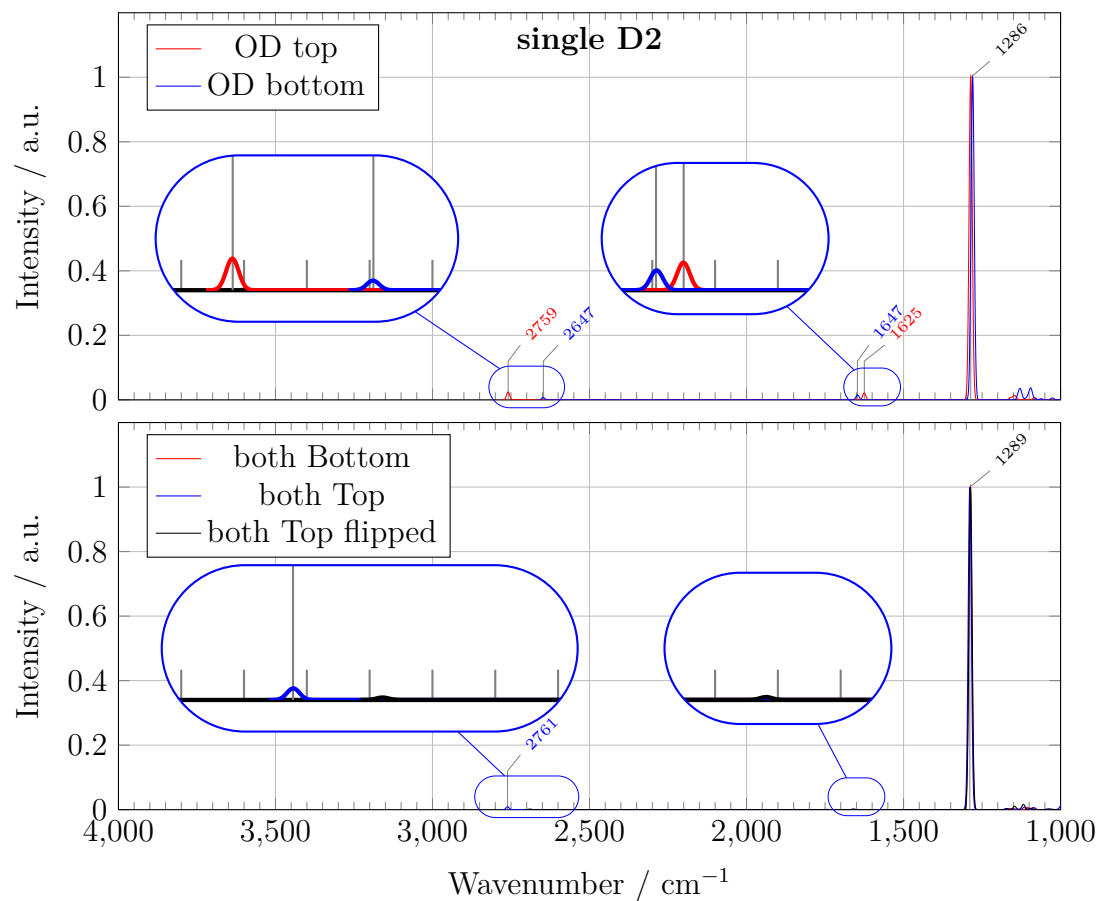 single D2
OD top
OD bottom
1286
1
0.8
0.6
0.4
0.2
0
Intensity / a.u.
2759
2647
1647
1625
both Bottom
both Top
both Top flipped
1289
1
0.8
0.6
0.4
0.2
0
Intensity / a.u.
2761
4,000
3,000
3,500
2,500
2,000
1,500
1,000
Wavenumber / cm⁻¹